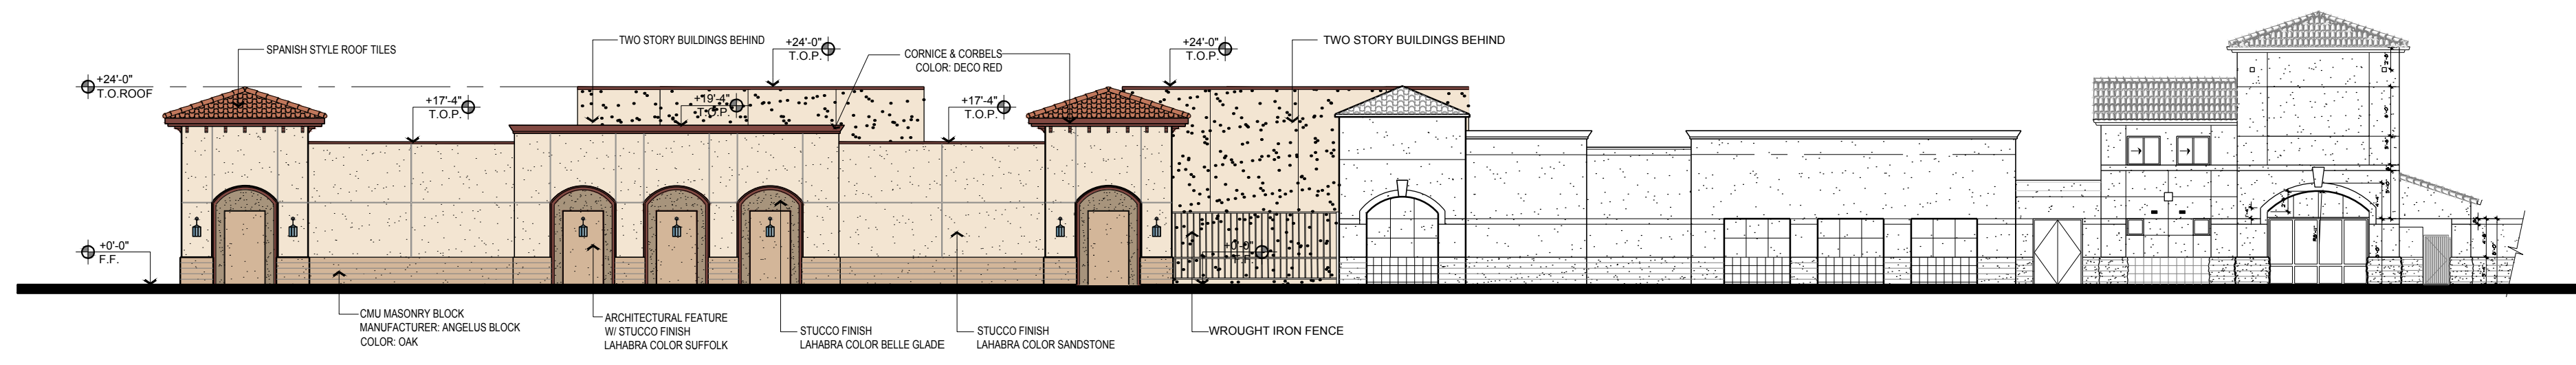 SPANISH STYLE ROOF TILES
TWO STORY BUILDINGS BEHIND
+24'-0"
T.O.P.
CORNICE & CORBELS
COLOR: DECO RED
+24'-0"
T.O.P.
TWO STORY BUILDINGS BEHIND
+24'-0"
T.O.ROOF
+17'-4"
T.O.P.
+19'-4"
T.O.P.
+17'-4"
T.O.P.
+0'-0"
F.F.
+0'-0"
F.F.
CMU MASONRY BLOCK
MANUFACTURER: ANGELUS BLOCK
COLOR: OAK
ARCHITECTURAL FEATURE
W/ STUCCO FINISH
LAHABRA COLOR SUFFOLK
STUCCO FINISH
LAHABRA COLOR BELLE GLADE
STUCCO FINISH
LAHABRA COLOR SANDSTONE
WROUGHT IRON FENCE